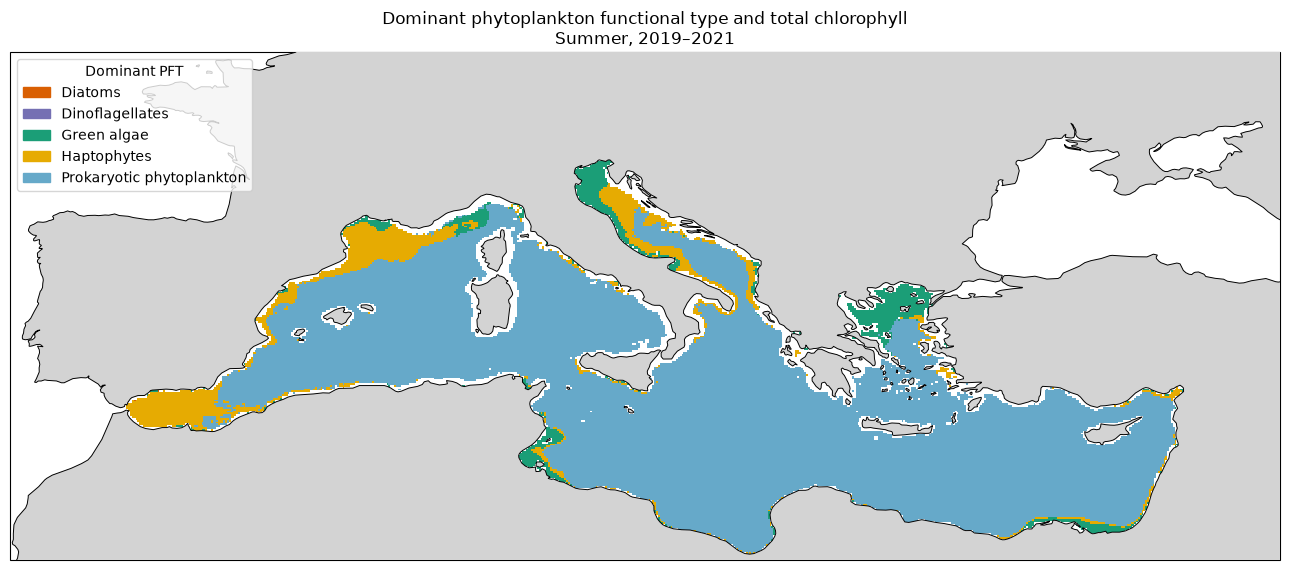 Dominant phytoplankton functional type and total chlorophyll
Summer, 2019–2021
Dominant PFT
Diatoms
Dinoflagellates
Green algae
Haptophytes
Prokaryotic phytoplankton